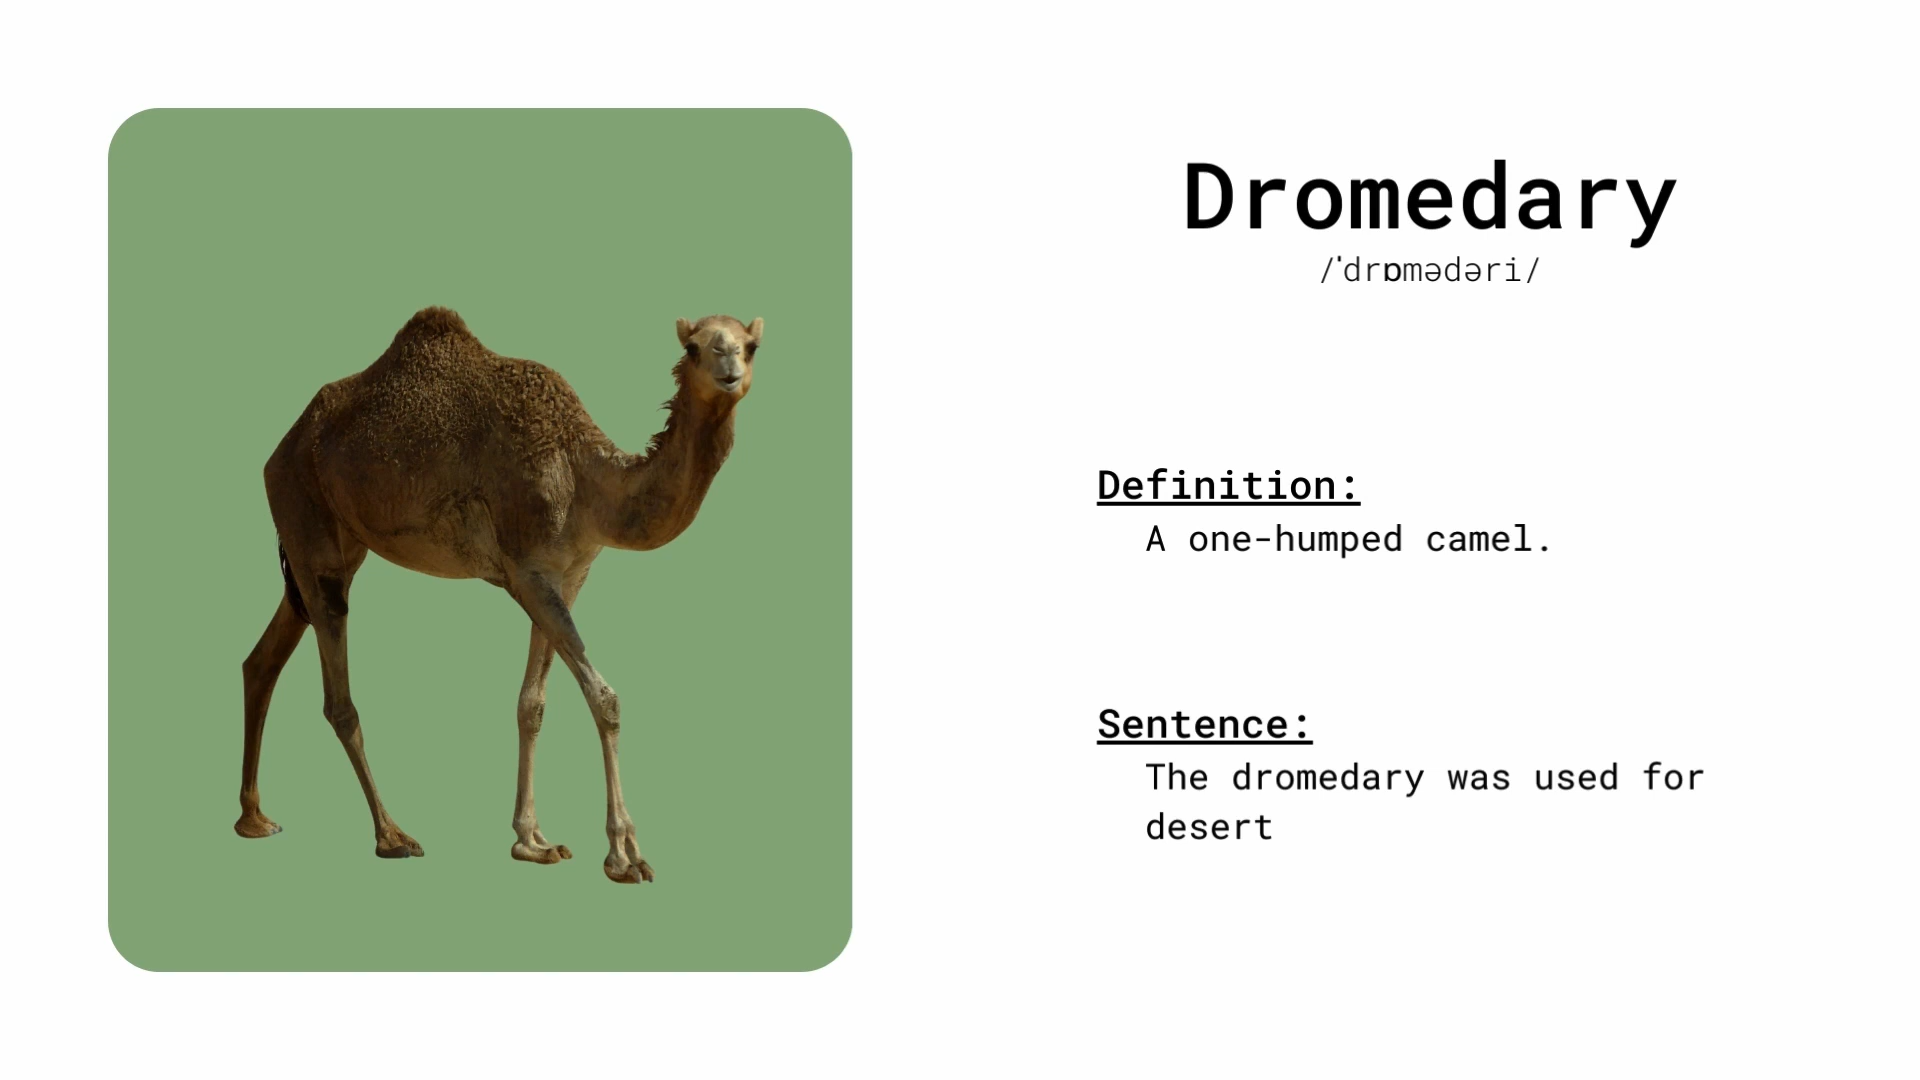 Dromedary
/ˈdrɒmədəri/
Definition:
A one-humped camel.
Sentence:
The dromedary was used for
desert